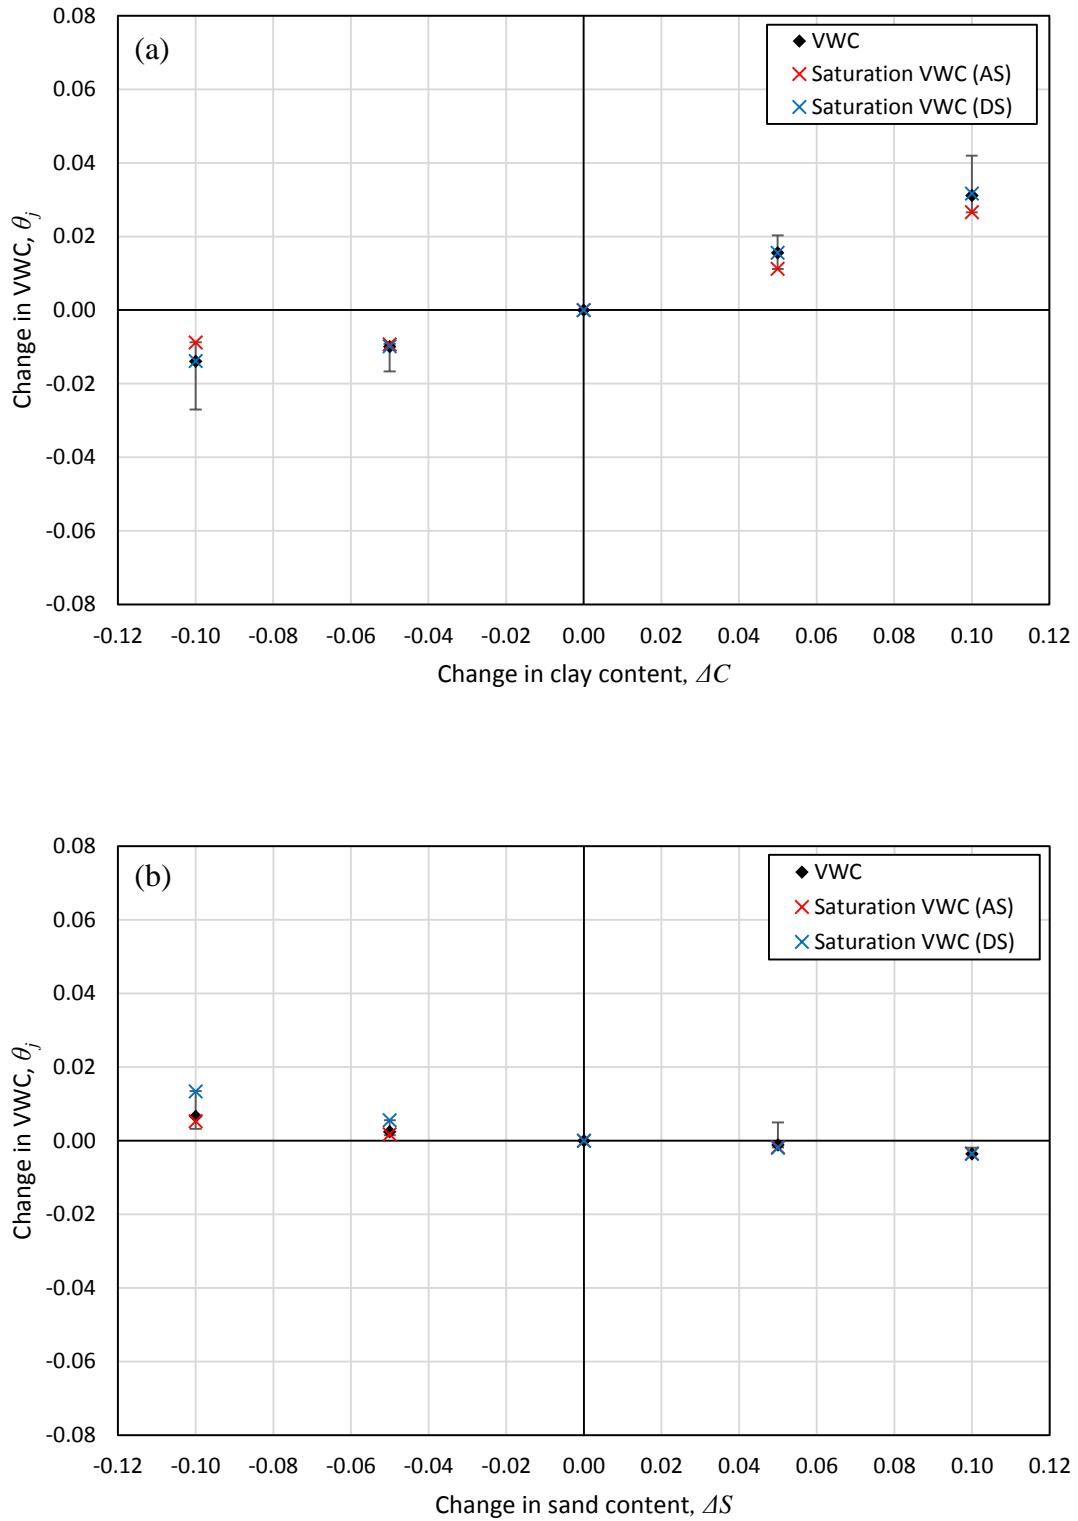 0.08
(a)
VWC
Saturation VWC (AS)
Saturation VWC (DS)
0.06
0.04
0.02
0.00
-0.02
-0.04
-0.06
-0.08
Change in VWC, θj
-0.12 -0.10 -0.08 -0.06 -0.04 -0.02 0.00 0.02 0.04 0.06 0.08 0.10 0.12
Change in clay content, ΔC
0.08
(b)
VWC
Saturation VWC (AS)
Saturation VWC (DS)
0.06
0.04
0.02
0.00
-0.02
-0.04
-0.06
-0.08
Change in VWC, θj
-0.12 -0.10 -0.08 -0.06 -0.04 -0.02 0.00 0.02 0.04 0.06 0.08 0.10 0.12
Change in sand content, ΔS